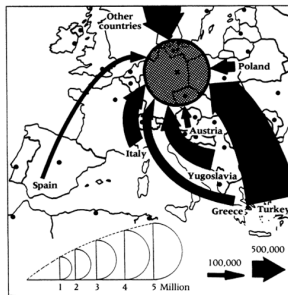 Other
countries
Poland
Austria
Italy
Yugoslavia
Spain
Greece
Turkey
500,000
100,000
1 2 3 4 5 Million